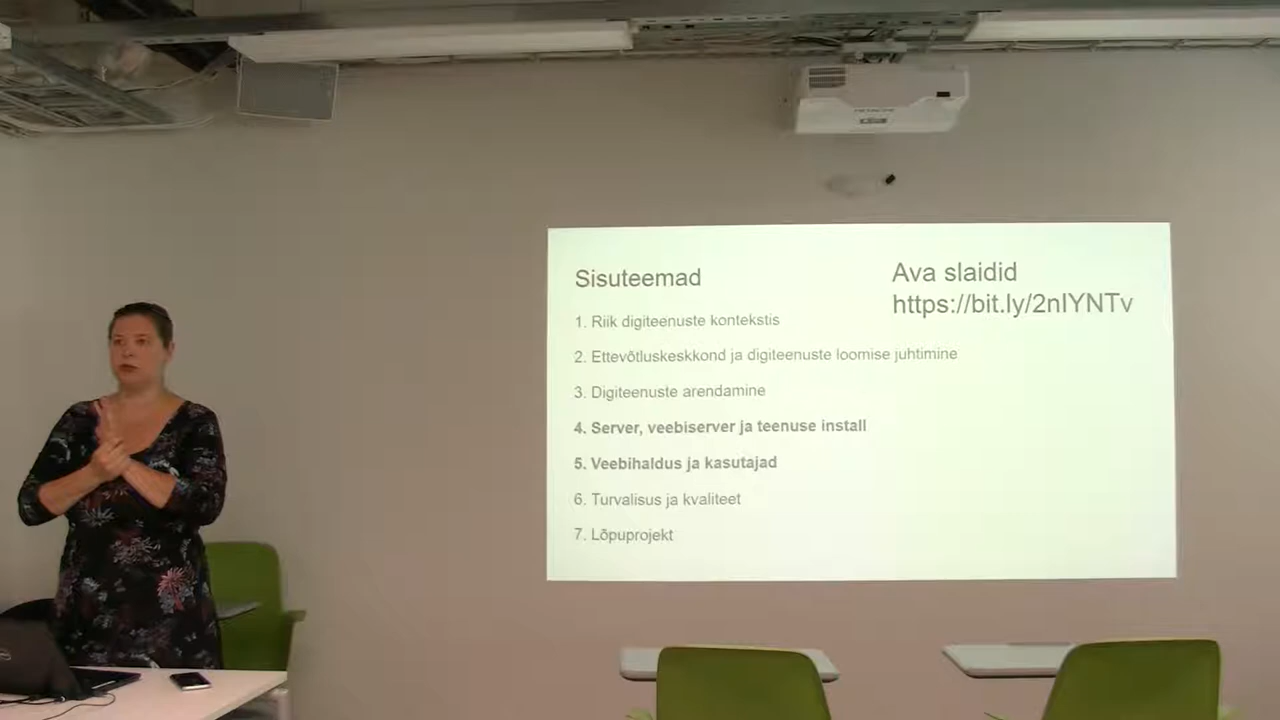 Sisuteemad
1. Riik digiteenuste kontekstis
2. Ettevõtluskeskkond ja digiteenuste loomise juhtimine
3. Digiteenuste arendamine
4. Server, veebiserver ja teenuse install
5. Veebihaldus ja kasutajad
6. Turvalisus ja kvaliteet
7. Lõpuprojekt
Ava slaidid
https://bit.ly/2nIYNTv